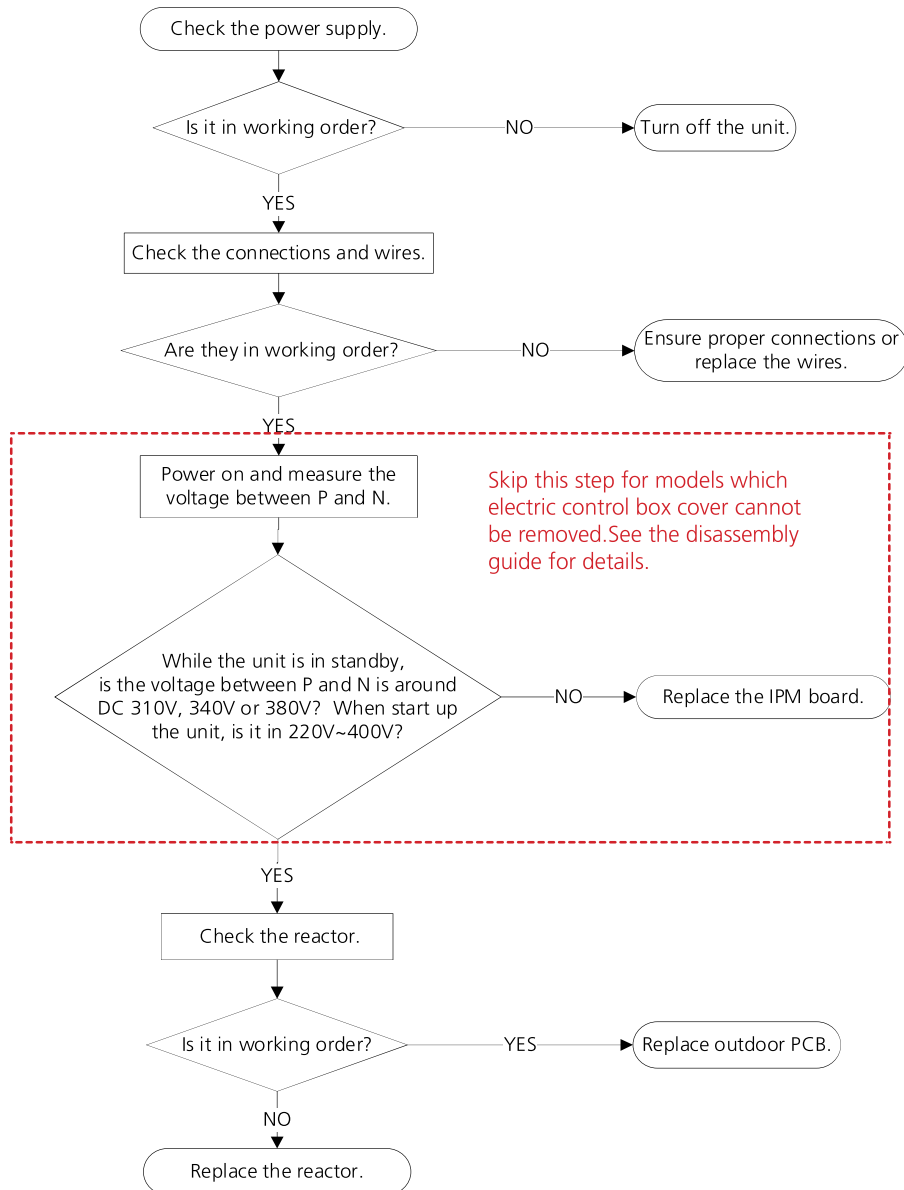 Check the power supply.
Is it in working order?
NO
Turn off the unit.
YES
Check the connections and wires.
Are they in working order?
NO
Ensure proper connections or
replace the wires.
YES
Power on and measure the
voltage between P and N.
Skip this step for models which
electric control box cover cannot
be removed.See the disassembly
guide for details.
While the unit is in standby,
is the voltage between P and N is around
DC 310V, 340V or 380V? When start up
the unit, is it in 220V~400V?
NO
Replace the IPM board.
YES
Check the reactor.
Is it in working order?
YES
Replace outdoor PCB.
NO
Replace the reactor.